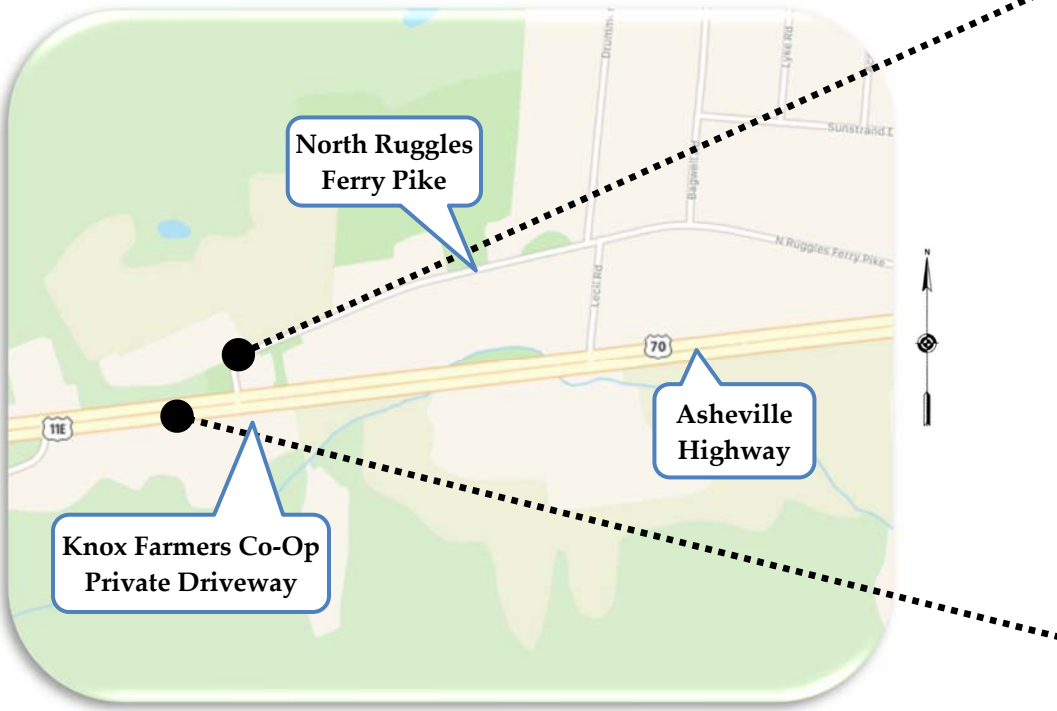 Lyke Rd
Sunstrand
North Ruggles
Ferry Pike
N Ruggles Ferry Pike
Lecil Rd
N
70
Asheville
Highway
11E
Knox Farmers Co-Op
Private Driveway